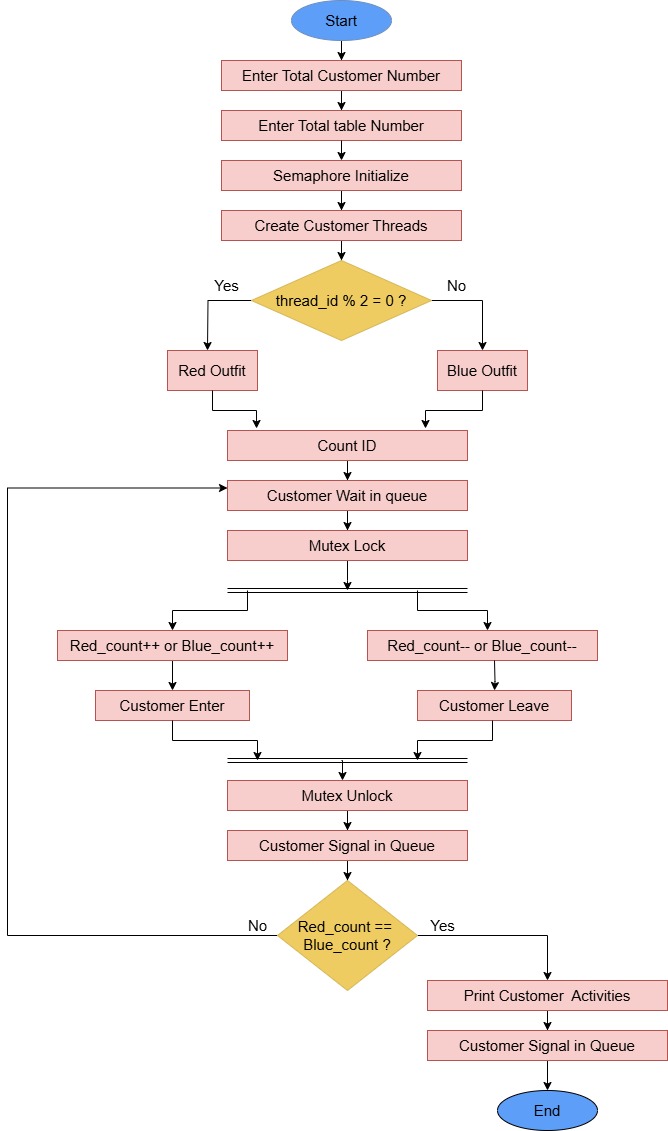 Start
Enter Total Customer Number
Enter Total table Number
Semaphore Initialize
Create Customer Threads
thread_id % 2 = 0 ?
Yes
No
Red Outfit
Blue Outfit
Count ID
Customer Wait in queue
Mutex Lock
Red_count++ or Blue_count++
Red_count-- or Blue_count--
Customer Enter
Customer Leave
Mutex Unlock
Customer Signal in Queue
Red_count ==
Blue_count ?
No
Yes
Print Customer Activities
Customer Signal in Queue
End